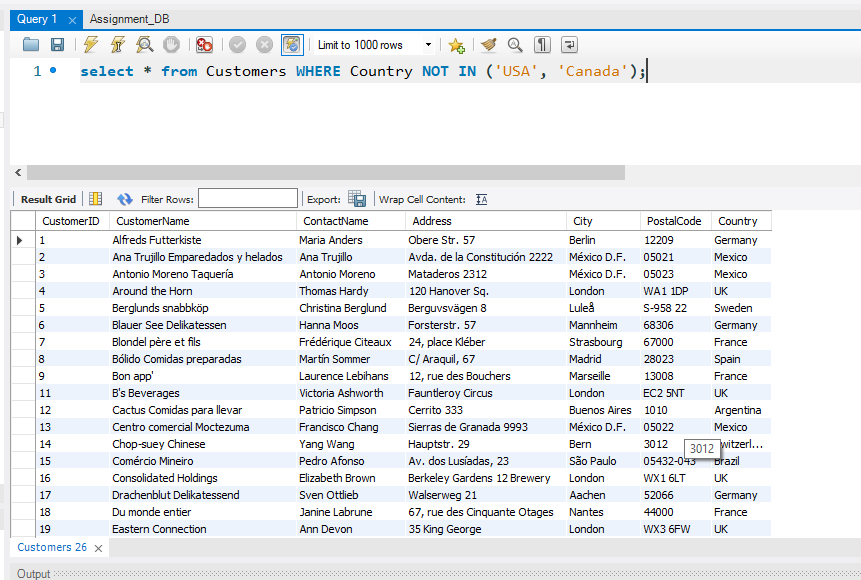 Query 1 Assignment_DB
Limit to 1000 rows
1 select * from Customers WHERE Country NOT IN ('USA', 'Canada');
Result Grid Filter Rows: Export: Wrap Cell Content:
CustomerID CustomerName ContactName Address City PostalCode Country
1 Alfreds Futterkiste Maria Anders Obere Str. 57 Berlin 12209 Germany
2 Ana Trujillo Emparedados y helados Ana Trujillo Avda. de la Constitución 2222 México D.F. 05021 Mexico
3 Antonio Moreno Taquería Antonio Moreno Mataderos 2312 México D.F. 05023 Mexico
4 Around the Horn Thomas Hardy 120 Hanover Sq. London WA1 1DP UK
5 Berglunds snabbköp Christina Berglund Berguvsvägen 8 Luleå S-958 22 Sweden
6 Blauer See Delikatessen Hanna Moos Forsterstr. 57 Mannheim 68306 Germany
7 Blondel père et fils Frédérique Citeaux 24, place Kléber Strasbourg 67000 France
8 Bólido Comidas preparadas Martín Sommer C/ Araquil, 67 Madrid 28023 Spain
9 Bon app' Laurence Lebihans 12, rue des Bouchers Marseille 13008 France
11 B's Beverages Victoria Ashworth Fauntleroy Circus London EC2 5NT UK
12 Cactus Comidas para llevar Patricio Simpson Cerrito 333 Buenos Aires 1010 Argentina
13 Centro comercial Moctezuma Francisco Chang Sierras de Granada 9993 México D.F. 05022 Mexico
14 Chop-suey Chinese Yang Wang Hauptstr. 29 Bern 3012 3012 witzerl...
15 Comércio Mineiro Pedro Afonso Av. dos Lusíadas, 23 São Paulo 05432-043 Brazil
16 Consolidated Holdings Elizabeth Brown Berkeley Gardens 12 Brewery London WX1 6LT UK
17 Drachenblut Delikatessend Sven Ottlieb Walserweg 21 Aachen 52066 Germany
18 Du monde entier Janine Labrune 67, rue des Cinquante Otages Nantes 44000 France
19 Eastern Connection Ann Devon 35 King George London WX3 6FW UK
Customers 26
Output